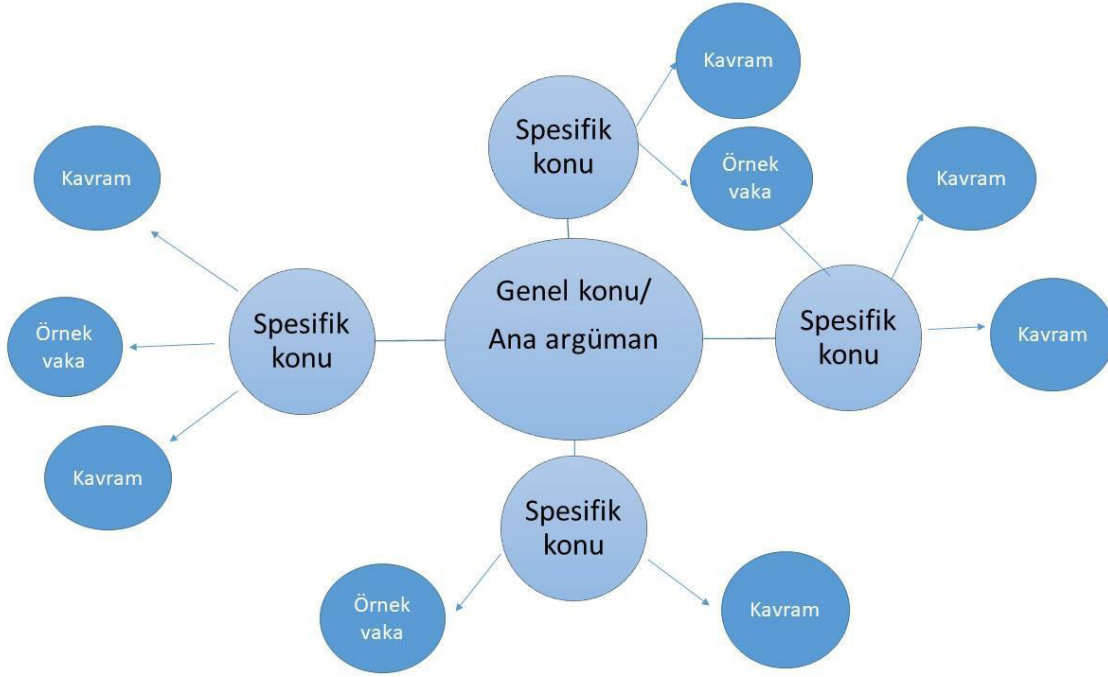 Kavram
Spesifik
konu
Örnek
vaka
Kavram
Kavram
Genel konu/
Ana argüman
Spesifik
konu
Örnek
vaka
Spesifik
konu
Kavram
Kavram
Spesifik
konu
Örnek
vaka
Kavram